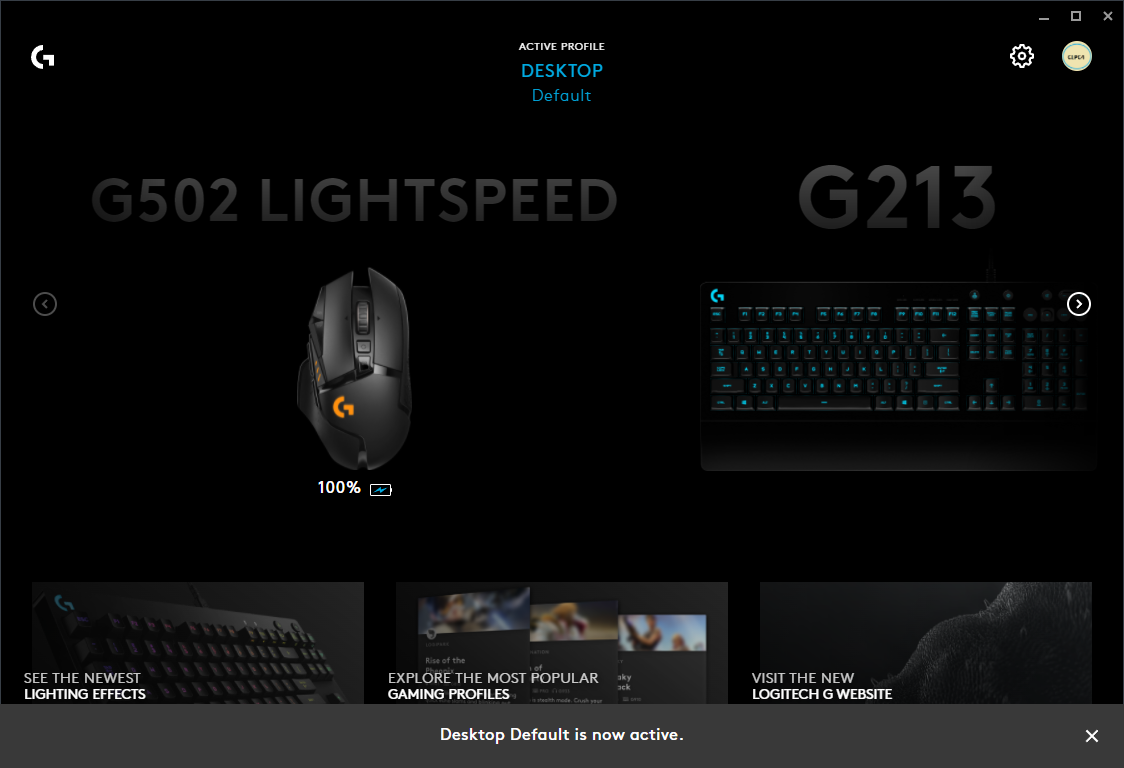 ACTIVE PROFILE
DESKTOP
Default
G502 LIGHTSPEED
G213
100%
Rise of the
SEE THE NEWEST
LIGHTING EFFECTS
EXPLORE THE MOST POPULAR
GAMING PROFILES
VISIT THE NEW
LOGITECH G WEBSITE
Desktop Default is now active.